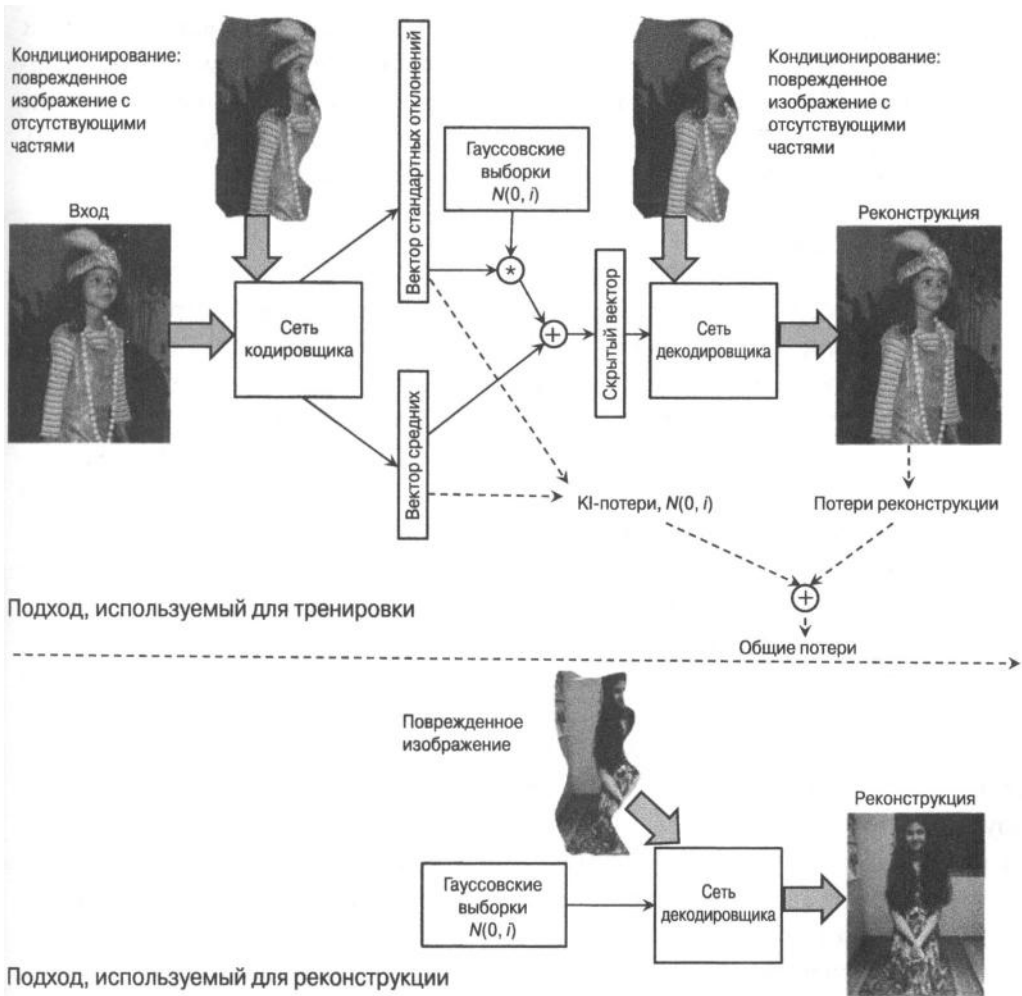 Кондиционирование:
поврежденное
изображение с
отсутствующими
частями
Вектор стандартных отклонений
Гауссовские
выборки
N(0, i)
Кондиционирование:
поврежденное
изображение с
отсутствующими
частями
Вход
Реконструкция
Сеть
кодировщика
*
+
Скрытый вектор
Сеть
декодировщика
Вектор средних
KI-потери, N(0, i)
Потери реконструкции
+
Подход, используемый для тренировки
Общие потери
Поврежденное
изображение
Реконструкция
Гауссовские
выборки
N(0, i)
Сеть
декодировщика
Подход, используемый для реконструкции